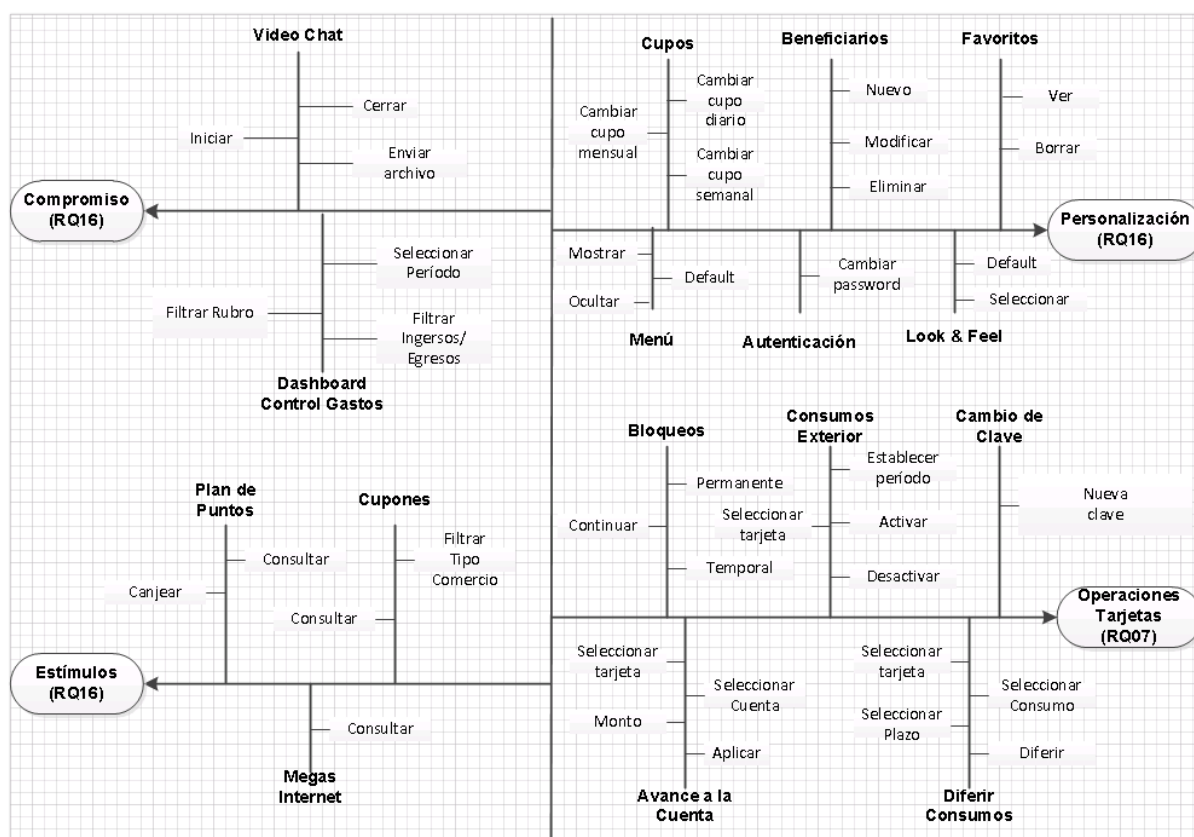 Video Chat
Cerrar
Iniciar
Enviar
archivo
Compromiso
(RQ16)
Seleccionar
Período
Filtrar Rubro
Filtrar
Ingersos/
Egresos
Dashboard
Control Gastos
Cupos
Cambiar
cupo
diario
Cambiar
cupo
mensual
Cambiar
cupo
semanal
Beneficiarios
Nuevo
Modificar
Eliminar
Favoritos
Ver
Borrar
Personalización
(RQ16)
Mostrar
Default
Ocultar
Menú
Cambiar
password
Autenticación
Default
Seleccionar
Look & Feel
Plan de
Puntos
Consultar
Canjear
Cupones
Filtrar
Tipo
Comercio
Consultar
Estímulos
(RQ16)
Consultar
Megas
Internet
Bloqueos
Permanente
Continuar
Temporal
Consumos
Exterior
Establecer
período
Seleccionar
tarjeta
Activar
Desactivar
Cambio de
Clave
Nueva
clave
Operaciones
Tarjetas
(RQ07)
Seleccionar
tarjeta
Seleccionar
Cuenta
Monto
Aplicar
Avance a la
Cuenta
Seleccionar
tarjeta
Seleccionar
Consumo
Seleccionar
Plazo
Diferir
Diferir
Consumos